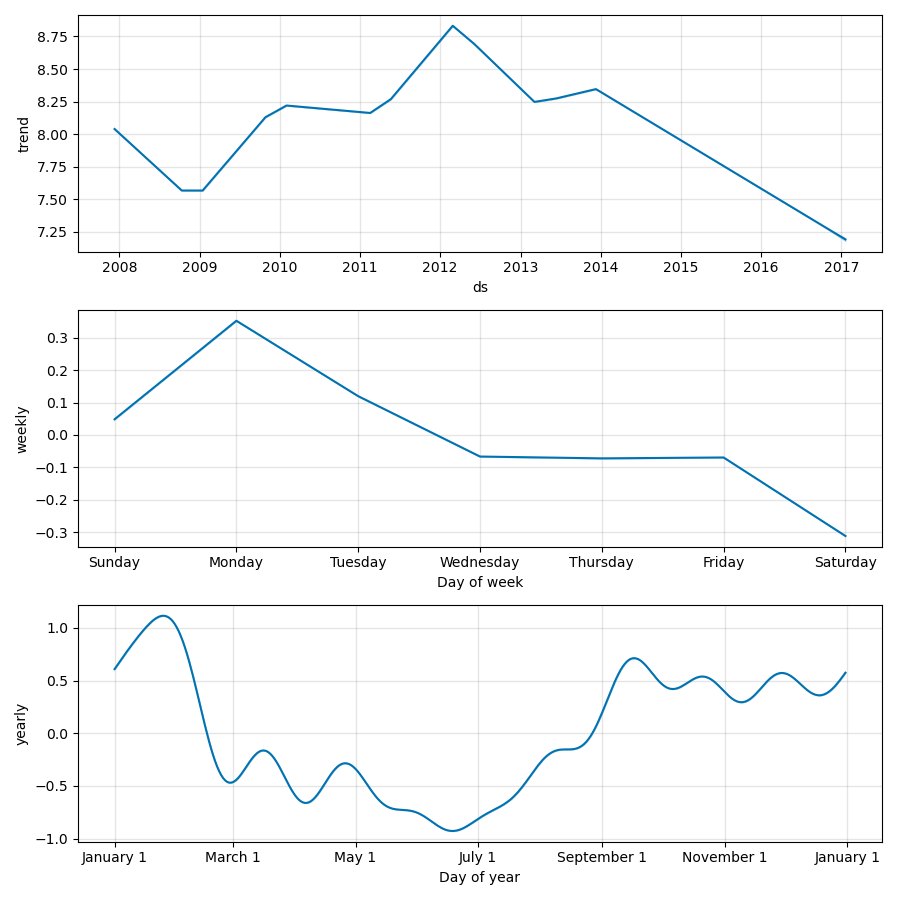 8.75
8.50
8.25
8.00
7.75
7.50
7.25
trend
2008 2009 2010 2011 2012 2013 2014 2015 2016 2017
ds
0.3
0.2
0.1
0.0
−0.1
−0.2
−0.3
weekly
Sunday Monday Tuesday Wednesday Thursday Friday Saturday
Day of week
1.0
0.5
0.0
−0.5
−1.0
yearly
January 1 March 1 May 1 July 1 September 1 November 1 January 1
Day of year